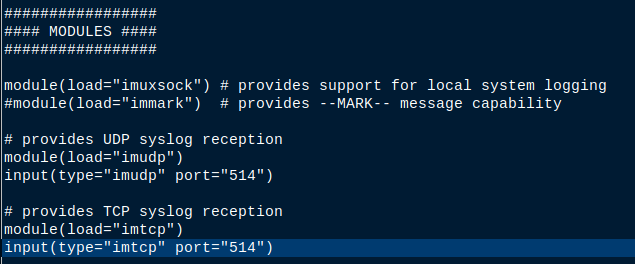 #################
#### MODULES ####
#################
module(load="imuxsock") # provides support for local system logging
#module(load="immark")  # provides --MARK-- message capability
# provides UDP syslog reception
module(load="imudp")
input(type="imudp" port="514")
# provides TCP syslog reception
module(load="imtcp")
input(type="imtcp" port="514")